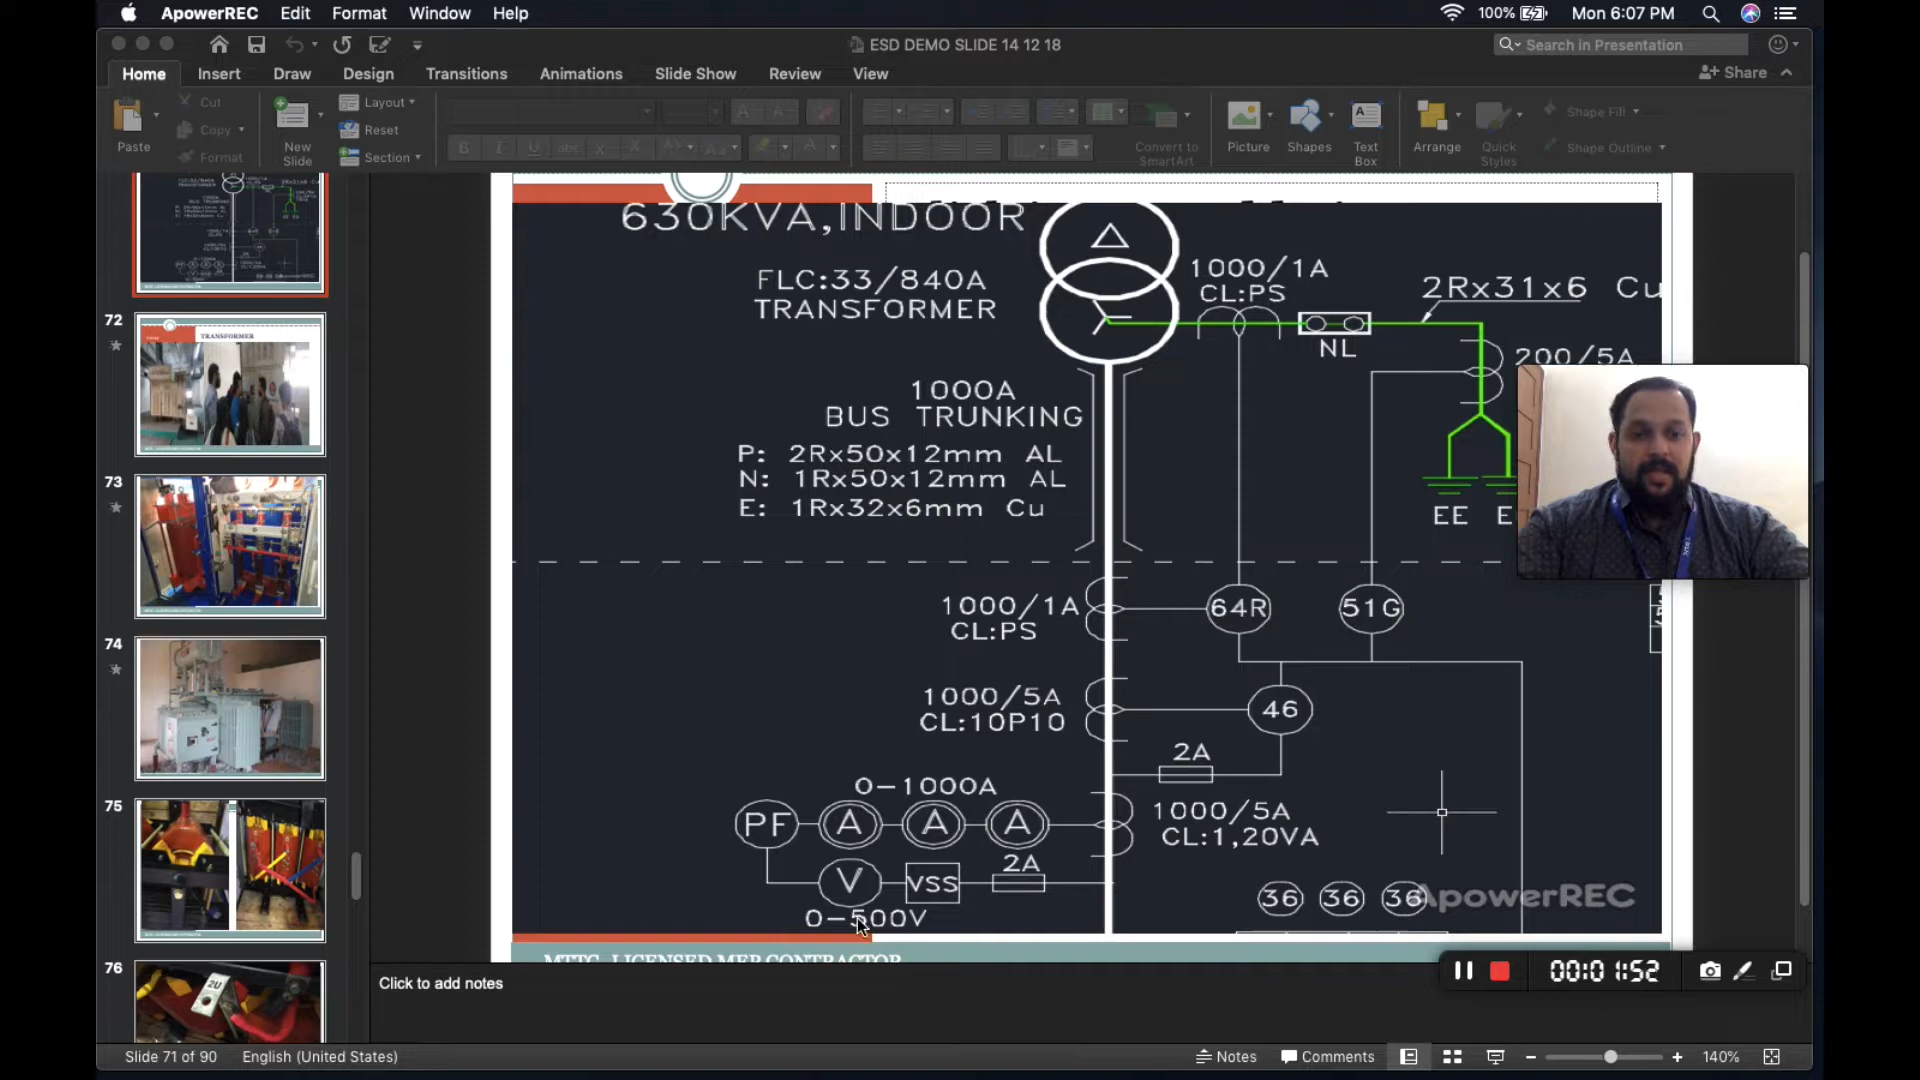 ApowerREC Edit Format Window Help
100% Mon 6:07 PM
ESD DEMO SLIDE 14 12 18
Search in Presentation
Home Insert Draw Design Transitions Animations Slide Show Review View
Share
Paste
Cut
Copy
Format
New Slide
Layout
Reset
Section
Convert to SmartArt
Picture
Shapes
Text Box
Arrange
Quick Styles
Shape Fill
Shape Outline
72
TRANSFORMER
73
74
75
76
2U
630KVA,INDOOR
FLC:33/840A
TRANSFORMER
1000/1A
CL:PS
2Rx31x6 Cu
NL
200/5A
1000A
BUS TRUNKING
P: 2Rx50x12mm AL
N: 1Rx50x12mm AL
E: 1Rx32x6mm Cu
EE E
1000/1A
CL:PS
64R
51G
1000/5A
CL:10P10
46
2A
0-1000A
PF A A A
1000/5A
CL:1,20VA
V VSS 2A
0-500V
36 36 36
ApowerREC
MTTC-LICENSED MEP CONTRACTOR
Click to add notes
00:01:52
Slide 71 of 90 English (United States)
Notes Comments
140%